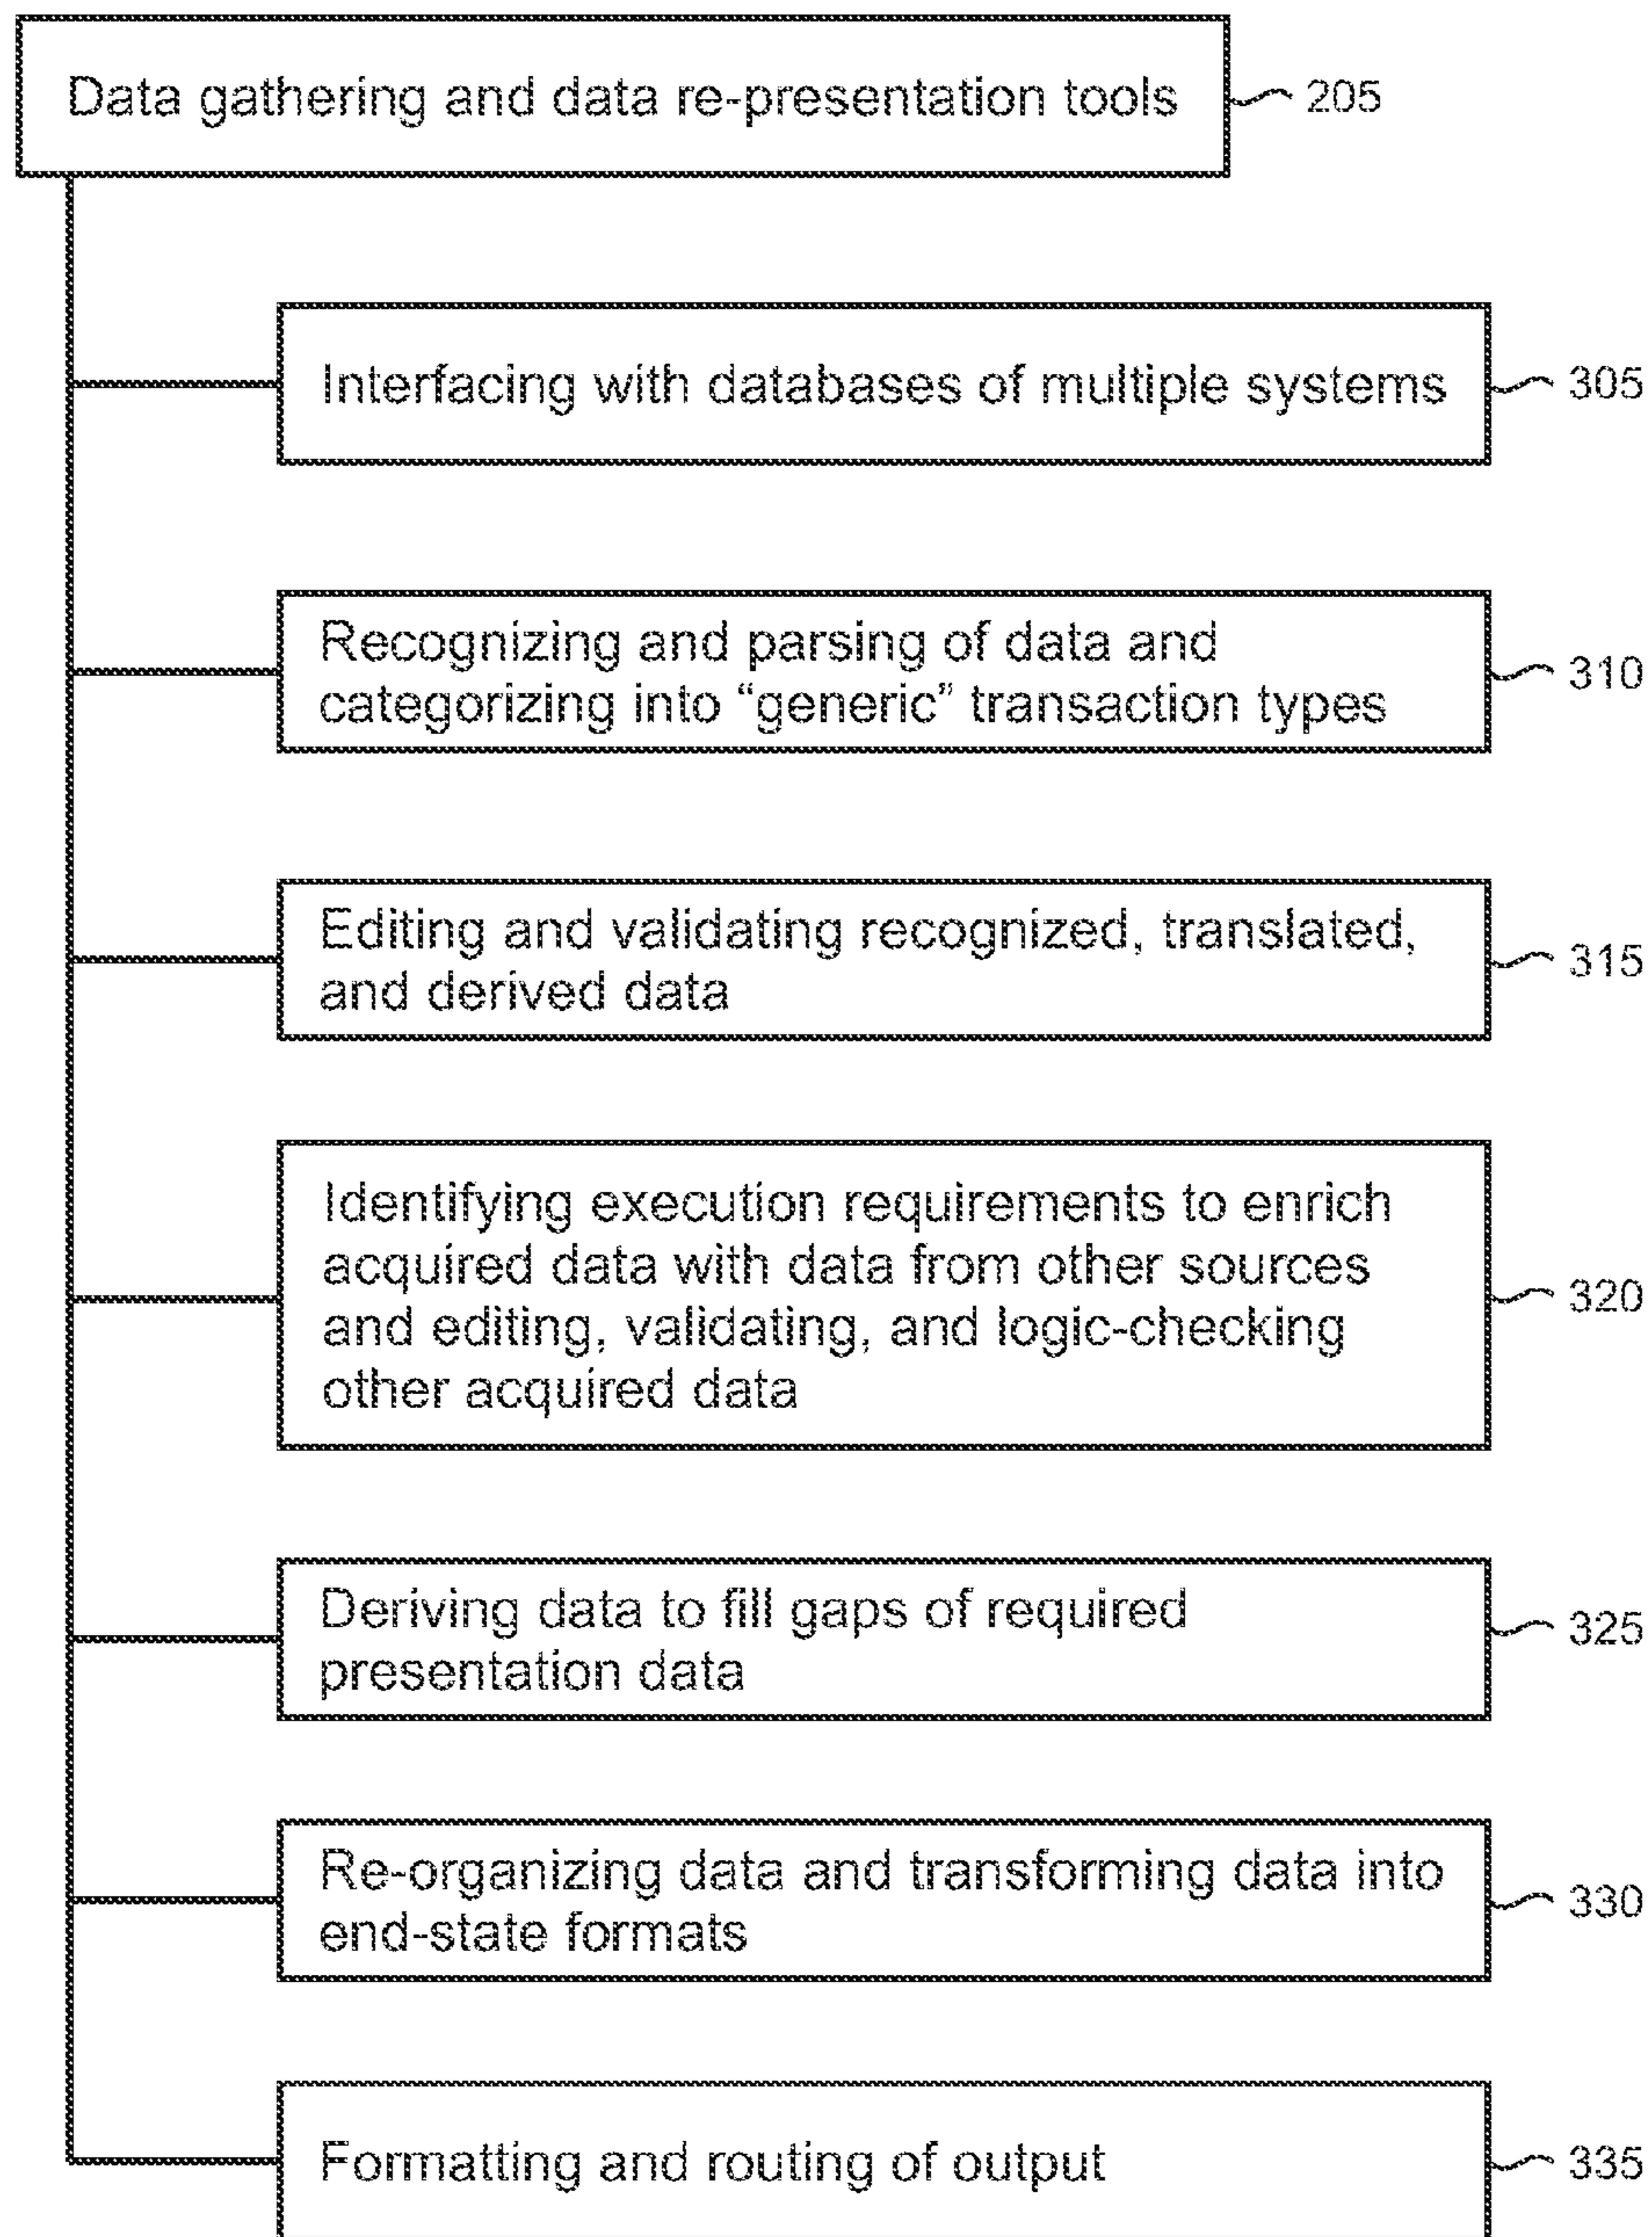 Data gathering and data re-presentation tools
205
Interfacing with databases of multiple systems
305
Recognizing and parsing of data and
categorizing into “generic” transaction types
310
Editing and validating recognized, translated,
and derived data
315
Identifying execution requirements to enrich
acquired data with data from other sources
and editing, validating, and logic-checking
other acquired data
320
Deriving data to fill gaps of required
presentation data
325
Re-organizing data and transforming data into
end-state formats
330
Formatting and routing of output
335